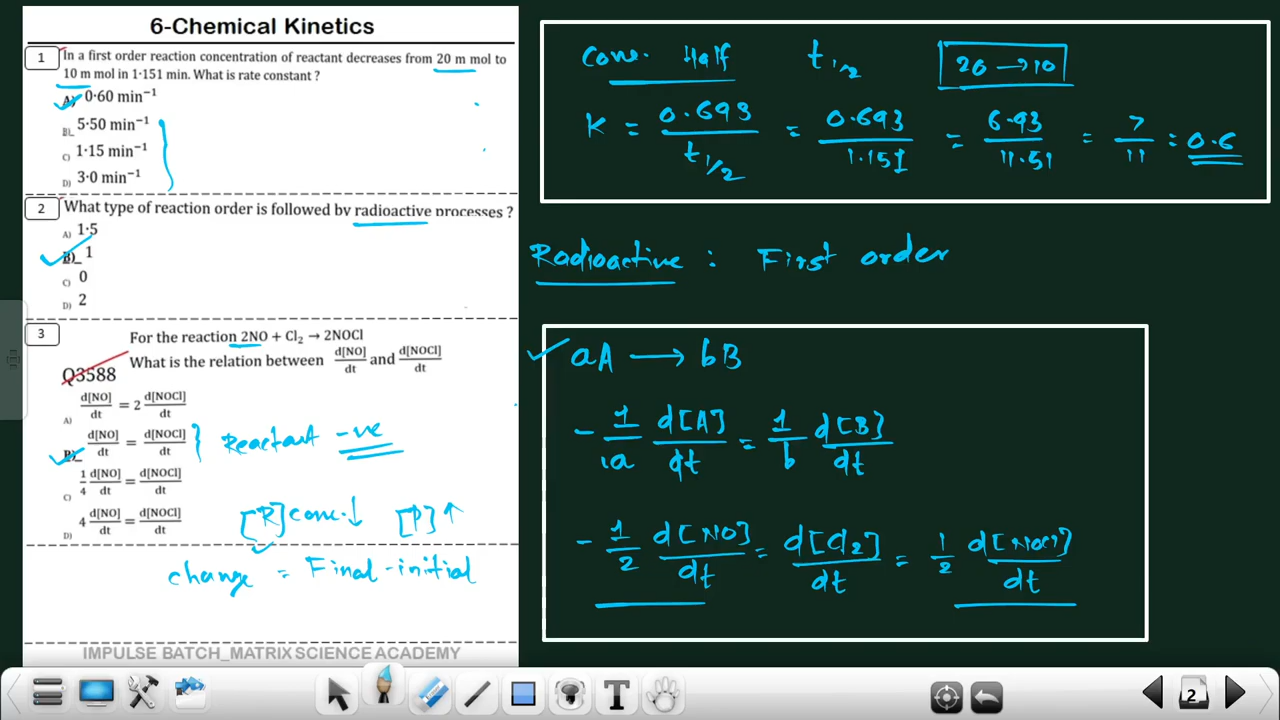 6-Chemical Kinetics
1 In a first order reaction concentration of reactant decreases from 20 m mol to
10 m mol in 1·151 min. What is rate constant ?
A) 0·60 min⁻¹
B) 5·50 min⁻¹
C) 1·15 min⁻¹
D) 3·0 min⁻¹
2 What type of reaction order is followed by radioactive processes ?
A) 1·5
B) 1
C) 0
D) 2
3 For the reaction 2NO + Cl₂ → 2NOCl
Q3588 What is the relation between d[NO]/dt and d[NOCl]/dt
A) d[NO]/dt = 2 d[NOCl]/dt
B) d[NO]/dt = d[NOCl]/dt
C) 1/4 d[NO]/dt = d[NOCl]/dt
D) 4 d[NO]/dt = d[NOCl]/dt
Reactant -ve
[R] conc.↓ [P]↑
change = Final - initial
IMPULSE BATCH_MATRIX SCIENCE ACADEMY
Conc. Half t1/2 20 → 10
K = 0.693/t1/2 = 0.693/1.151 = 6.93/11.51 = 7/11 = 0.6
Radioactive : First order
aA → bB
- 1/a d[A]/dt = 1/b d[B]/dt
- 1/2 d[NO]/dt = d[Cl2]/dt = 1/2 d[NOCl]/dt
2